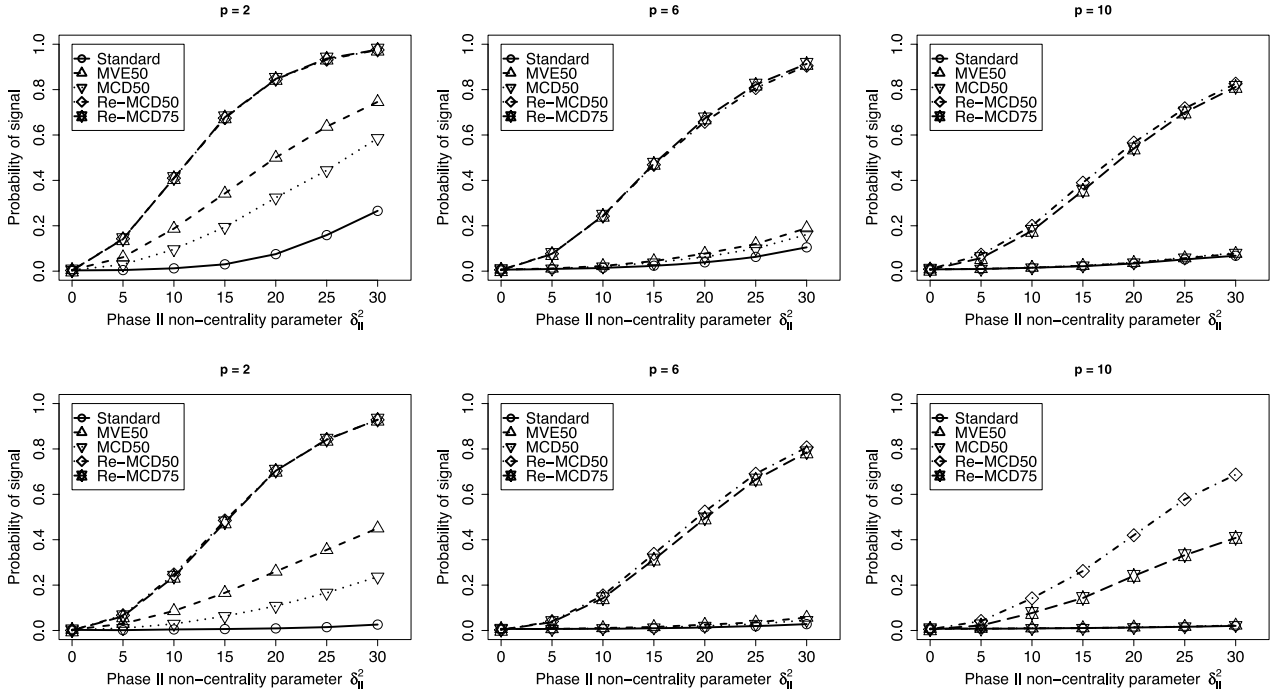 p = 2
Probability of signal
1.0
0.8
0.6
0.4
0.2
0.0
Standard
MVE50
MCD50
Re−MCD50
Re−MCD75
0 5 10 15 20 25 30
Phase II non−centrality parameter δ²II
p = 6
Probability of signal
1.0
0.8
0.6
0.4
0.2
0.0
Standard
MVE50
MCD50
Re−MCD50
Re−MCD75
0 5 10 15 20 25 30
Phase II non−centrality parameter δ²II
p = 10
Probability of signal
1.0
0.8
0.6
0.4
0.2
0.0
Standard
MVE50
MCD50
Re−MCD50
Re−MCD75
0 5 10 15 20 25 30
Phase II non−centrality parameter δ²II
p = 2
Probability of signal
1.0
0.8
0.6
0.4
0.2
0.0
Standard
MVE50
MCD50
Re−MCD50
Re−MCD75
0 5 10 15 20 25 30
Phase II non−centrality parameter δ²II
p = 6
Probability of signal
1.0
0.8
0.6
0.4
0.2
0.0
Standard
MVE50
MCD50
Re−MCD50
Re−MCD75
0 5 10 15 20 25 30
Phase II non−centrality parameter δ²II
p = 10
Probability of signal
1.0
0.8
0.6
0.4
0.2
0.0
Standard
MVE50
MCD50
Re−MCD50
Re−MCD75
0 5 10 15 20 25 30
Phase II non−centrality parameter δ²II